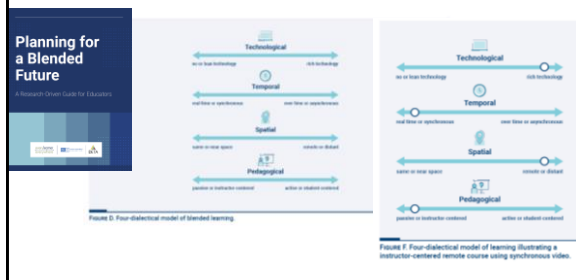 Planning for
a Blended
Future
A Research Driven Guide for Educators
Technological
no or lean technology rich technology
Temporal
real time or synchronous over time or asynchronous
Spatial
same or near space remote or distant
Pedagogical
passive or instructor-centered active or student-centered
FIGURE D. Four-dialectical model of blended learning.
Technological
no or lean technology rich technology
Temporal
real time or synchronous over time or asynchronous
Spatial
same or near space remote or distant
Pedagogical
passive or instructor-centered active or student-centered
FIGURE F. Four-dialectical model of learning illustrating a
instructor-centered remote course using synchronous video.